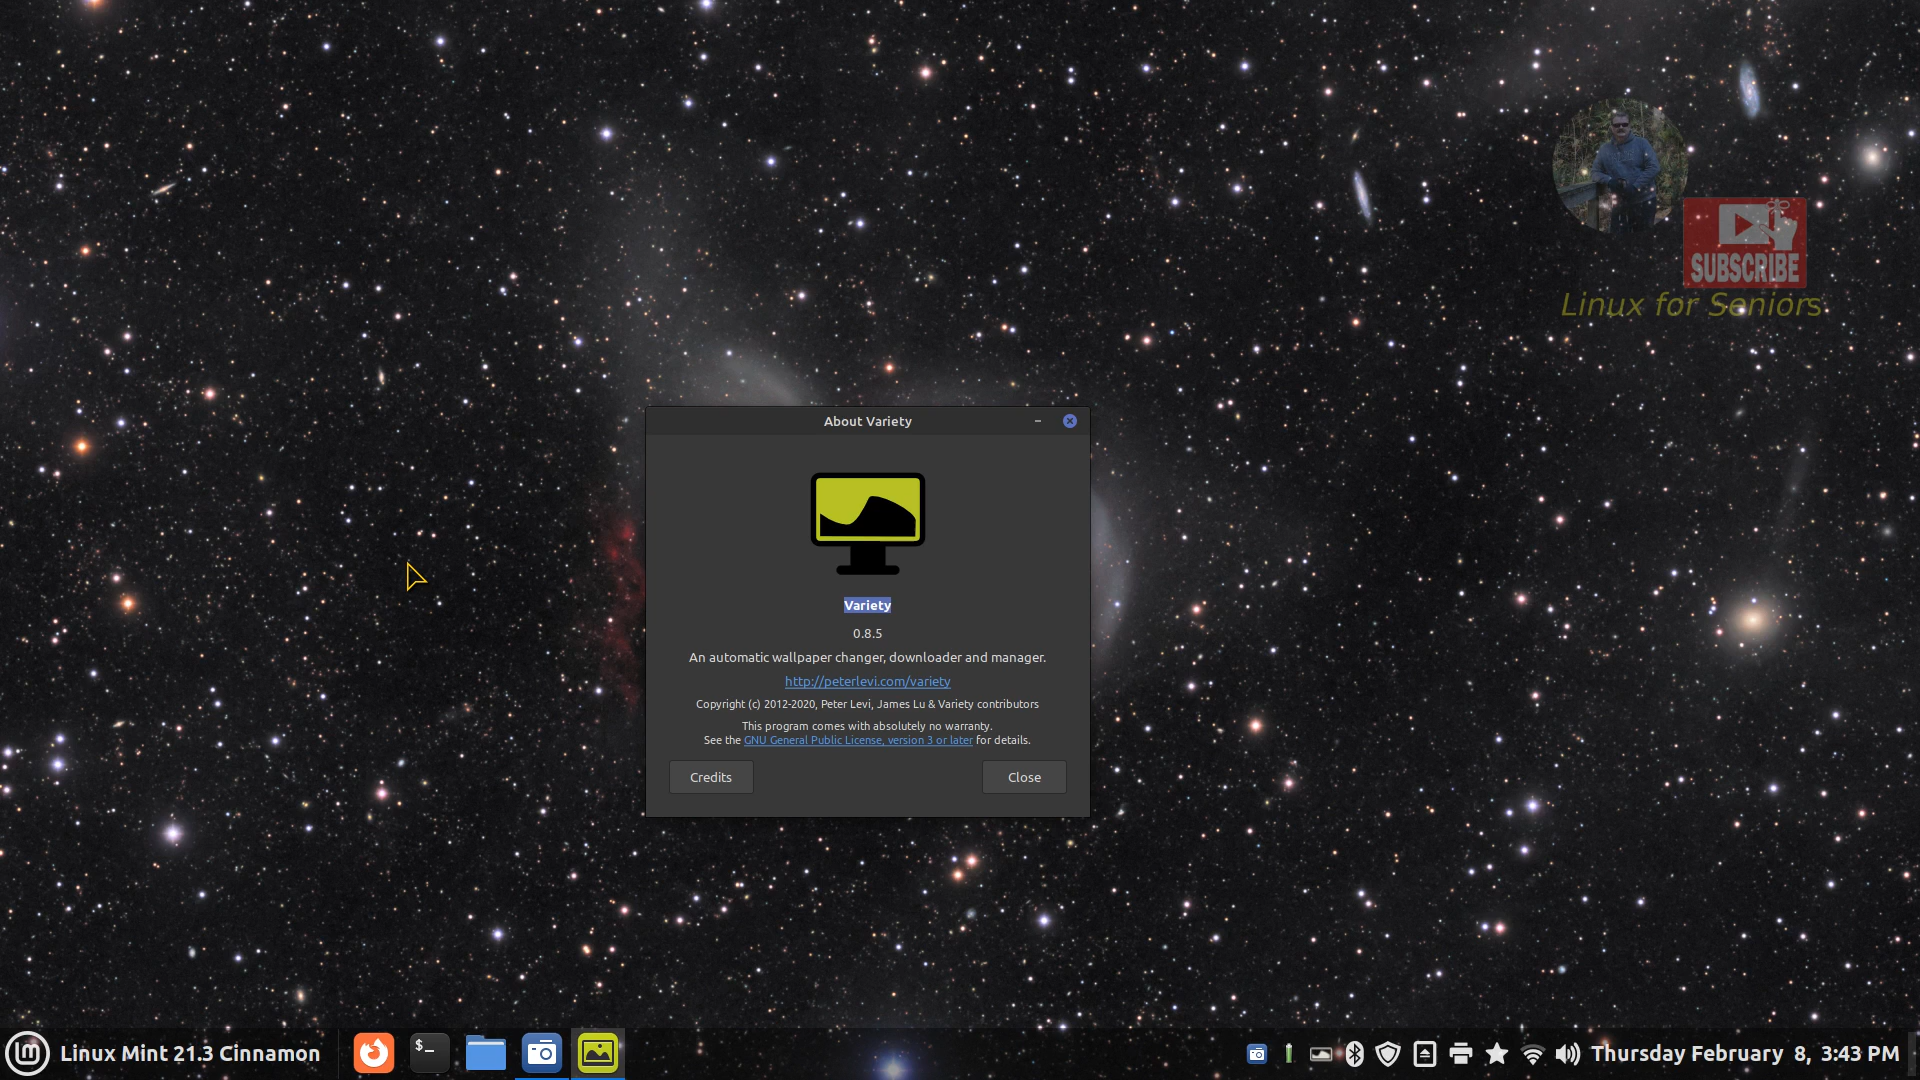 SUBSCRIBE
Linux for Seniors
About Variety
Variety
0.8.5
An automatic wallpaper changer, downloader and manager.
http://peterlevi.com/variety
Copyright (c) 2012-2020, Peter Levi, James Lu & Variety contributors
This program comes with absolutely no warranty.
See the GNU General Public License, version 3 or later for details.
Credits
Close
Linux Mint 21.3 Cinnamon
$_
Thursday February 8, 3:43 PM